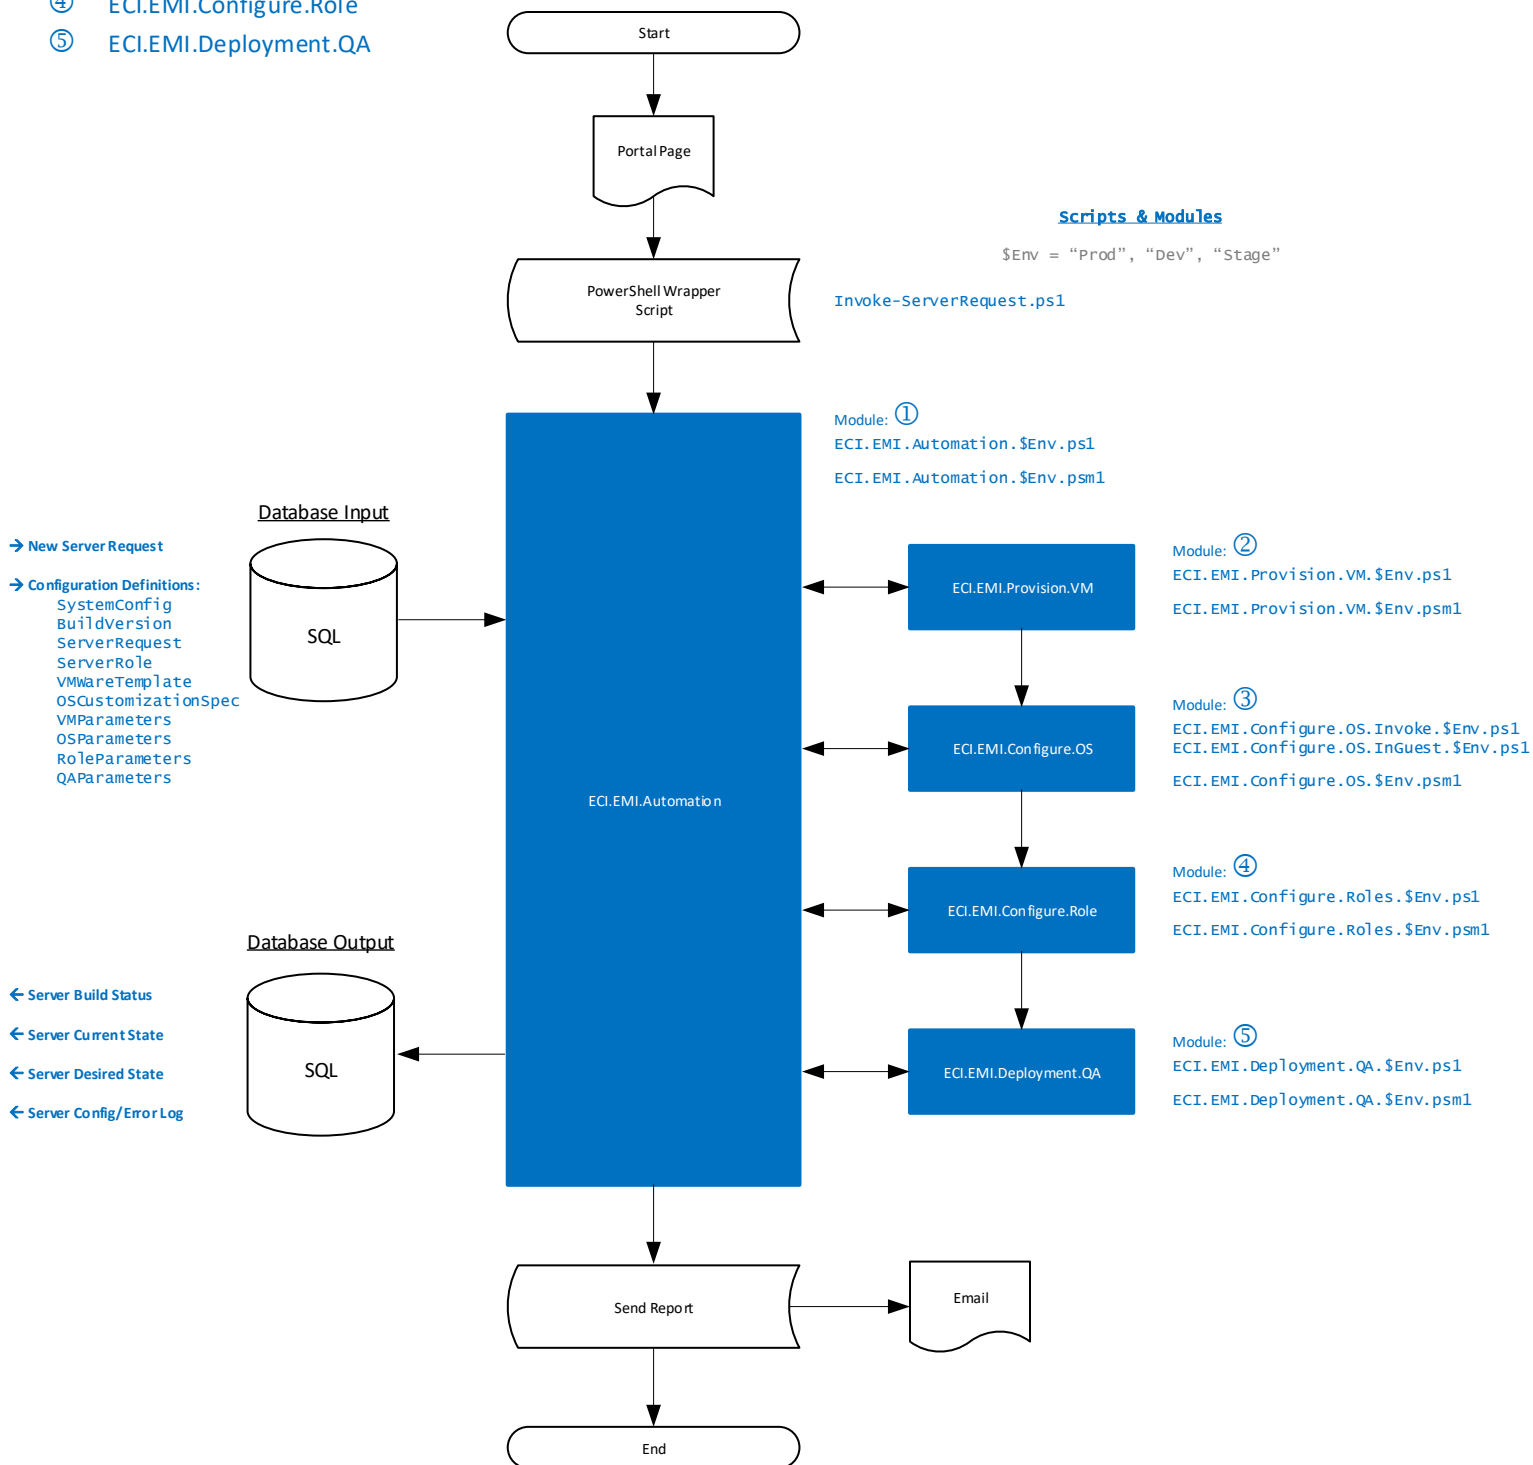 ④ ECI.EMI.Configure.Role
⑤ ECI.EMI.Deployment.QA
Start
Portal Page
Scripts & Modules
$Env = “Prod”, “Dev”, “Stage”
PowerShell Wrapper
Script
Invoke-ServerRequest.ps1
Module: ①
ECI.EMI.Automation.$Env.ps1
ECI.EMI.Automation.$Env.psm1
Database Input
→ New Server Request
→ Configuration Definitions:
SystemConfig
BuildVersion
ServerRequest
ServerRole
VMWareTemplate
OSCustomizationSpec
VMParameters
OSParameters
RoleParameters
QAParameters
SQL
ECI.EMI.Automation
ECI.EMI.Provision.VM
Module: ②
ECI.EMI.Provision.VM.$Env.ps1
ECI.EMI.Provision.VM.$Env.psm1
ECI.EMI.Configure.OS
Module: ③
ECI.EMI.Configure.OS.Invoke.$Env.ps1
ECI.EMI.Configure.OS.InGuest.$Env.ps1
ECI.EMI.Configure.OS.$Env.psm1
ECI.EMI.Configure.Role
Module: ④
ECI.EMI.Configure.Roles.$Env.ps1
ECI.EMI.Configure.Roles.$Env.psm1
Database Output
← Server Build Status
← Server Current State
← Server Desired State
← Server Config/Error Log
SQL
ECI.EMI.Deployment.QA
Module: ⑤
ECI.EMI.Deployment.QA.$Env.ps1
ECI.EMI.Deployment.QA.$Env.psm1
Send Report
Email
End